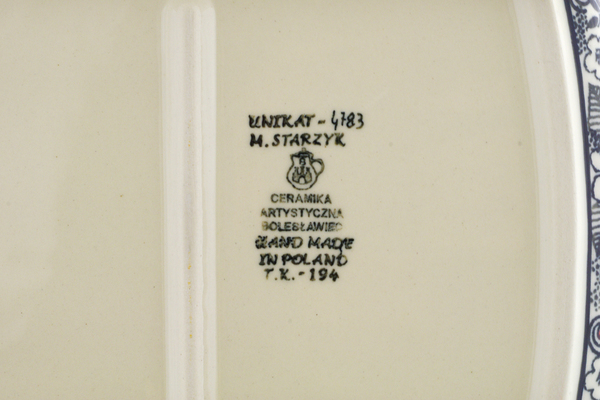 UNIKAT - 4783
M. STARZYK
CERAMIKA
ARTYSTYCZNA
BOLESŁAWIEC
HAND MADE
IN POLAND
T.K. - 194